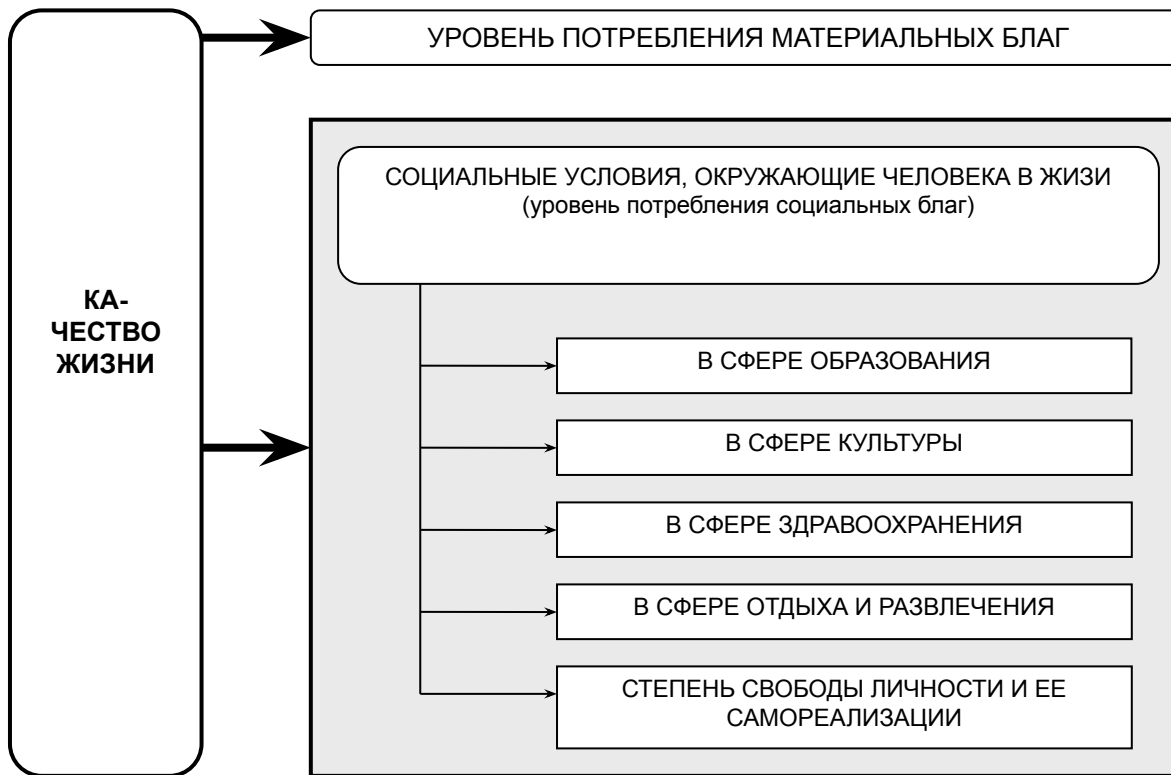 УРОВЕНЬ ПОТРЕБЛЕНИЯ МАТЕРИАЛЬНЫХ БЛАГ
СОЦИАЛЬНЫЕ УСЛОВИЯ, ОКРУЖАЮЩИЕ ЧЕЛОВЕКА В ЖИЗИ
(уровень потребления социальных благ)
КА-
ЧЕСТВО
ЖИЗНИ
В СФЕРЕ ОБРАЗОВАНИЯ
В СФЕРЕ КУЛЬТУРЫ
В СФЕРЕ ЗДРАВООХРАНЕНИЯ
В СФЕРЕ ОТДЫХА И РАЗВЛЕЧЕНИЯ
СТЕПЕНЬ СВОБОДЫ ЛИЧНОСТИ И ЕЕ
САМОРЕАЛИЗАЦИИ